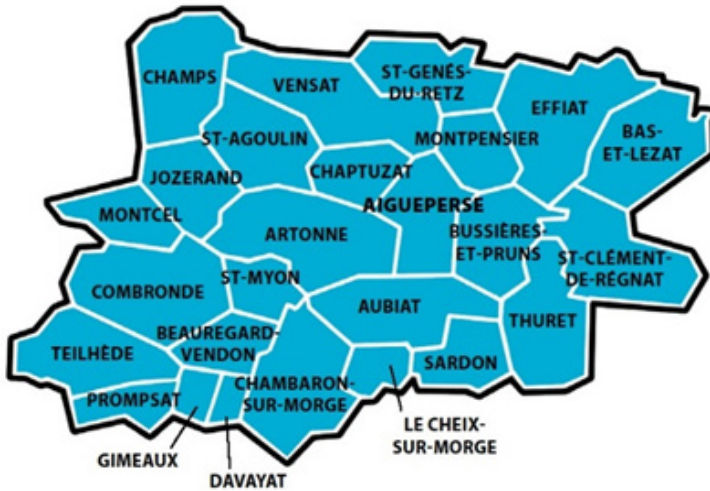 CHAMPS
VENSAT
ST-GENÉS-
DU-RETZ
EFFIAT
BAS-
ET-LEZAT
ST-AGOULIN
MONTPENSIER
CHAPTUZAT
JOZERAND
MONTCEL
AIGUEPERSE
ARTONNE
BUSSIÈRES-
ET-PRUNS
ST-CLÉMENT-
DE-RÉGNAT
ST-MYON
COMBRONDE
AUBIAT
THURET
BEAUREGARD-
VENDON
TEILHÈDE
SARDON
CHAMBARON-
SUR-MORGE
PROMPSAT
LE CHEIX-
SUR-MORGE
GIMEAUX
DAVAYAT